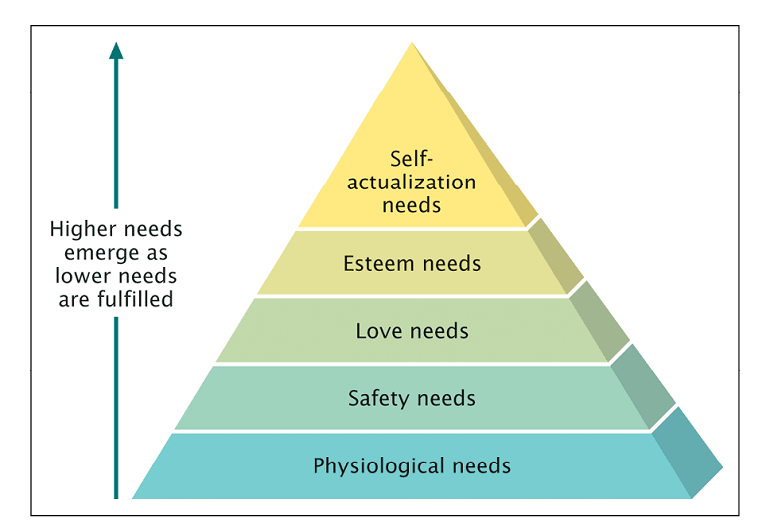 Self-
actualization
needs
Higher needs
emerge as
lower needs
are fulfilled
Esteem needs
Love needs
Safety needs
Physiological needs